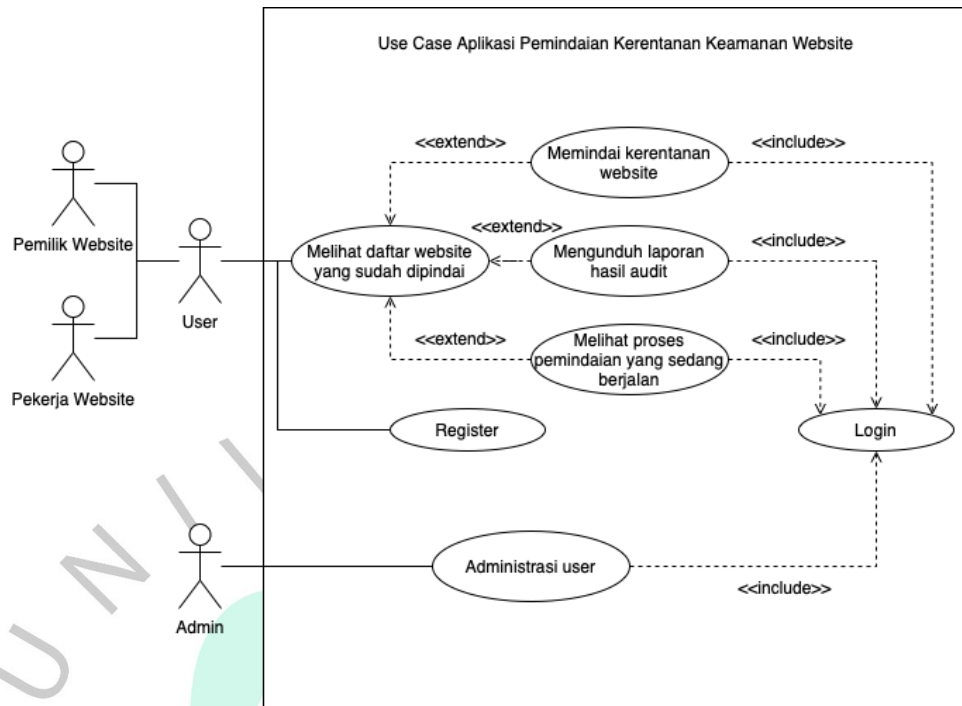 Use Case Aplikasi Pemindaian Kerentanan Keamanan Website
<<extend>>
Memindai kerentanan
website
<<include>>
Pemilik Website
<<extend>>
Melihat daftar website
yang sudah dipindai
Mengunduh laporan
hasil audit
<<include>>
User
<<extend>>
Melihat proses
pemindaian yang sedang
berjalan
<<include>>
Pekerja Website
Register
Login
Administrasi user
<<include>>
Admin
U N / I